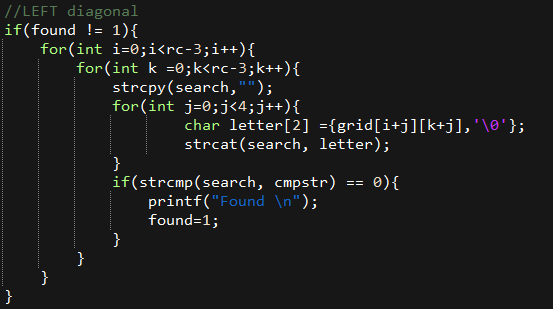 //LEFT diagonal
if(found != 1){
    for(int i=0;i<rc-3;i++){
        for(int k =0;k<rc-3;k++){
            strcpy(search,"");
            for(int j=0;j<4;j++){
                    char letter[2] ={grid[i+j][k+j],'\0'};
                    strcat(search, letter);
            }
            if(strcmp(search, cmpstr) == 0){
                printf("Found \n");
                found=1;
            }
        }
    }
}